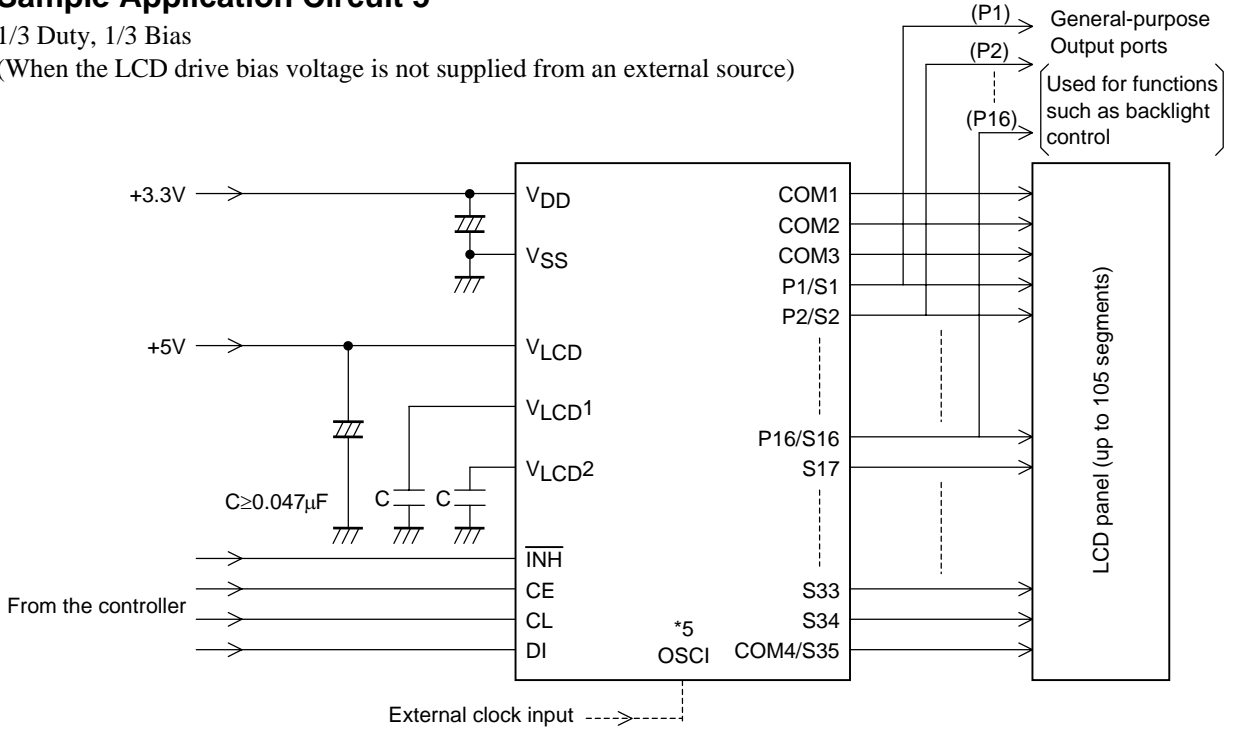 Sample Application Circuit 5
1/3 Duty, 1/3 Bias
(When the LCD drive bias voltage is not supplied from an external source)
(P1)
(P2)
(P16)
General-purpose
Output ports
Used for functions
such as backlight
control
+3.3V
+5V
C≥0.047μF
C
C
From the controller
External clock input
VDD
VSS
VLCD
VLCD1
VLCD2
INH
CE
CL
DI
*5
OSCI
COM1
COM2
COM3
P1/S1
P2/S2
P16/S16
S17
S33
S34
COM4/S35
LCD panel (up to 105 segments)